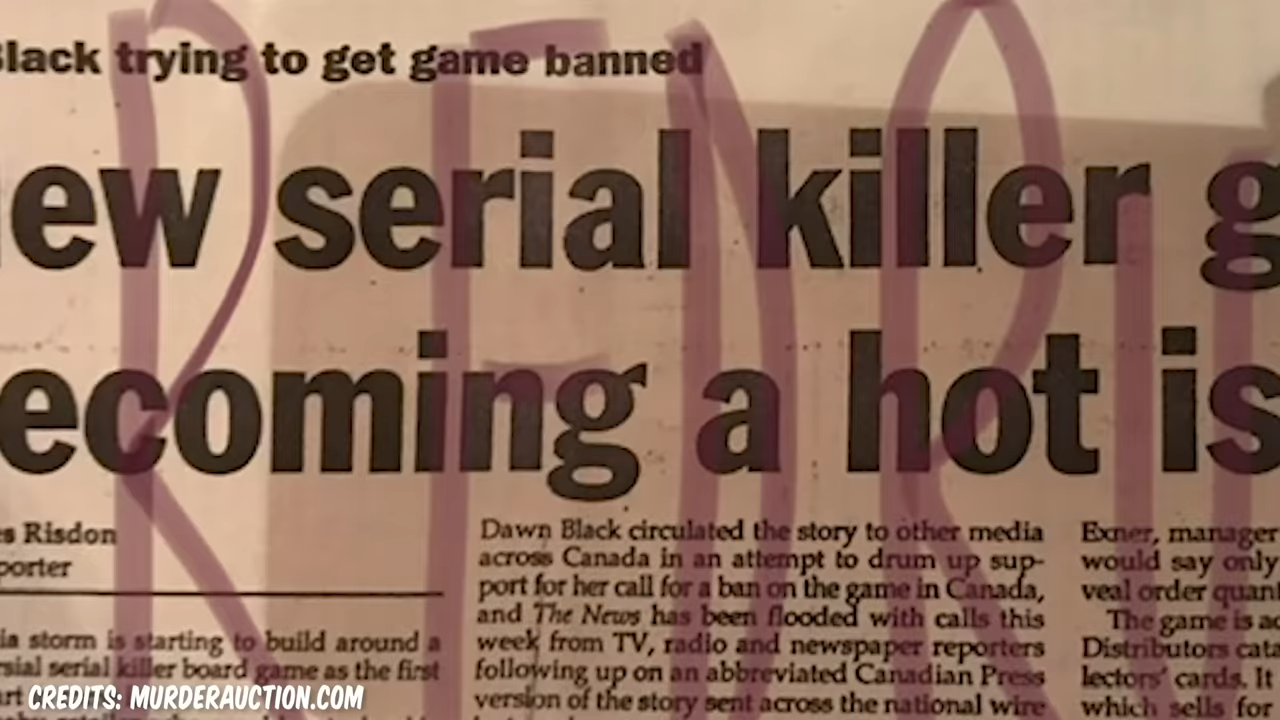 Black trying to get game banned
ew serial killer g
ecoming a hot is
s Risdon
porter
ia storm is starting to build around a
rsial serial killer board game as the first
Dawn Black circulated the story to other media
across Canada in an attempt to drum up sup-
port for her call for a ban on the game in Canada,
and The News has been flooded with calls this
week from TV, radio and newspaper reporters
following up on an abbreviated Canadian Press
version of the story sent across the national wire
Exner, manager
would say only
veal order quant
The game is ac
Distributors cata
lectors' cards. It
which sells for
CREDITS: MURDERAUCTION.COM